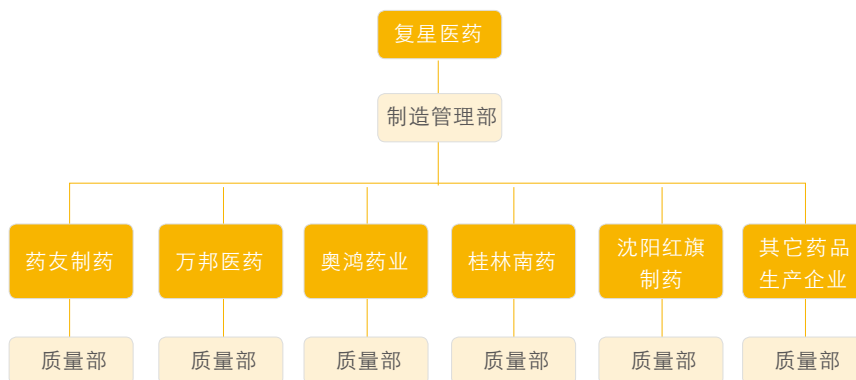 复星医药
制造管理部
药友制药
万邦医药
奥鸿药业
桂林南药
沈阳红旗
制药
其它药品
生产企业
质量部
质量部
质量部
质量部
质量部
质量部